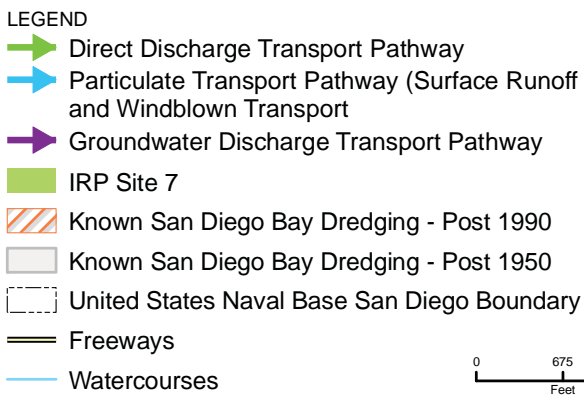 LEGEND
Direct Discharge Transport Pathway
Particulate Transport Pathway (Surface Runoff
and Windblown Transport
Groundwater Discharge Transport Pathway
IRP Site 7
Known San Diego Bay Dredging - Post 1990
Known San Diego Bay Dredging - Post 1950
United States Naval Base San Diego Boundary
Freeways
Watercourses
0 675
Feet